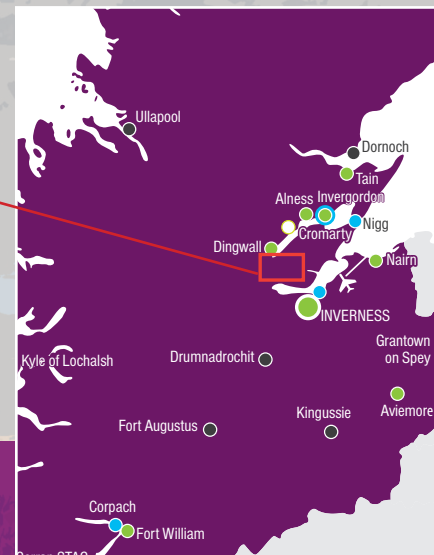 Ullapool
Dornoch
Tain
Alness
Invergordon
Nigg
Cromarty
Dingwall
Nairn
INVERNESS
Grantown
on Spey
Kyle of Lochalsh
Drumnadrochit
Aviemore
Kingussie
Fort Augustus
Corpach
Fort William